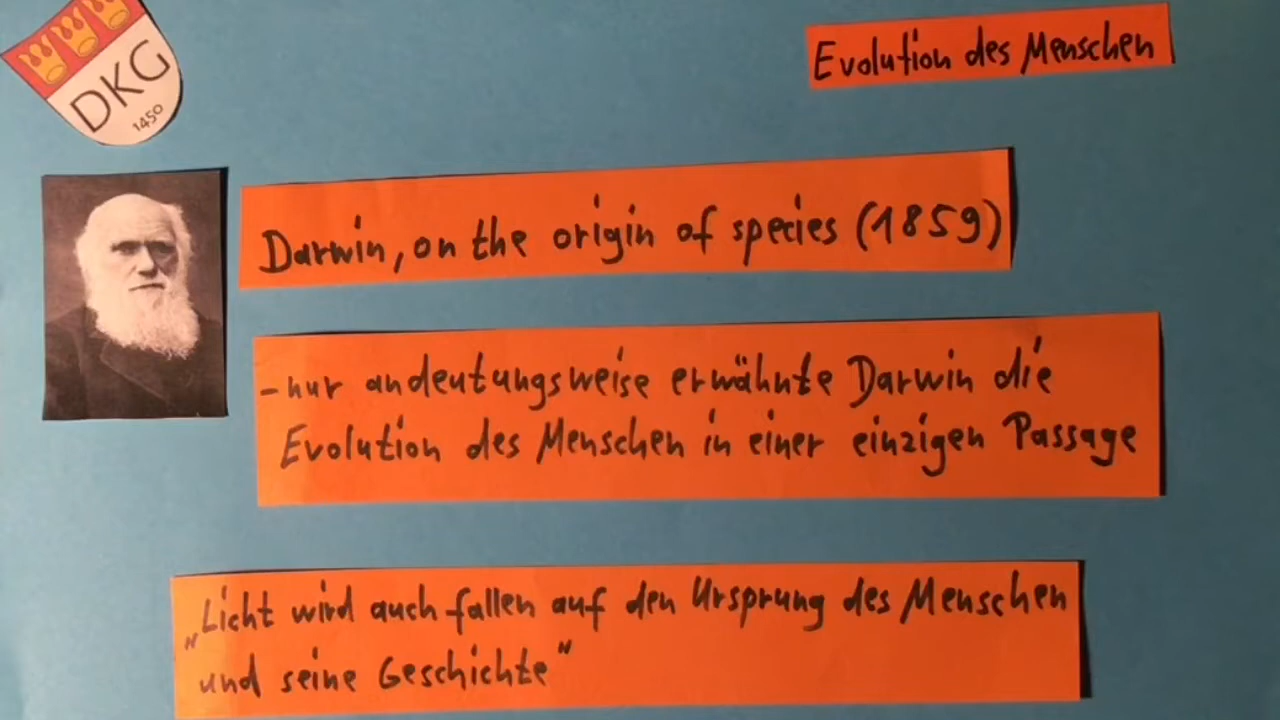 DKG
1450
Evolution des Menschen
Darwin, on the origin of species (1859)
-nur andeutungsweise erwähnte Darwin die
Evolution des Menschen in einer einzigen Passage
„Licht wird auch fallen auf den Ursprung des Menschen
und seine Geschichte"